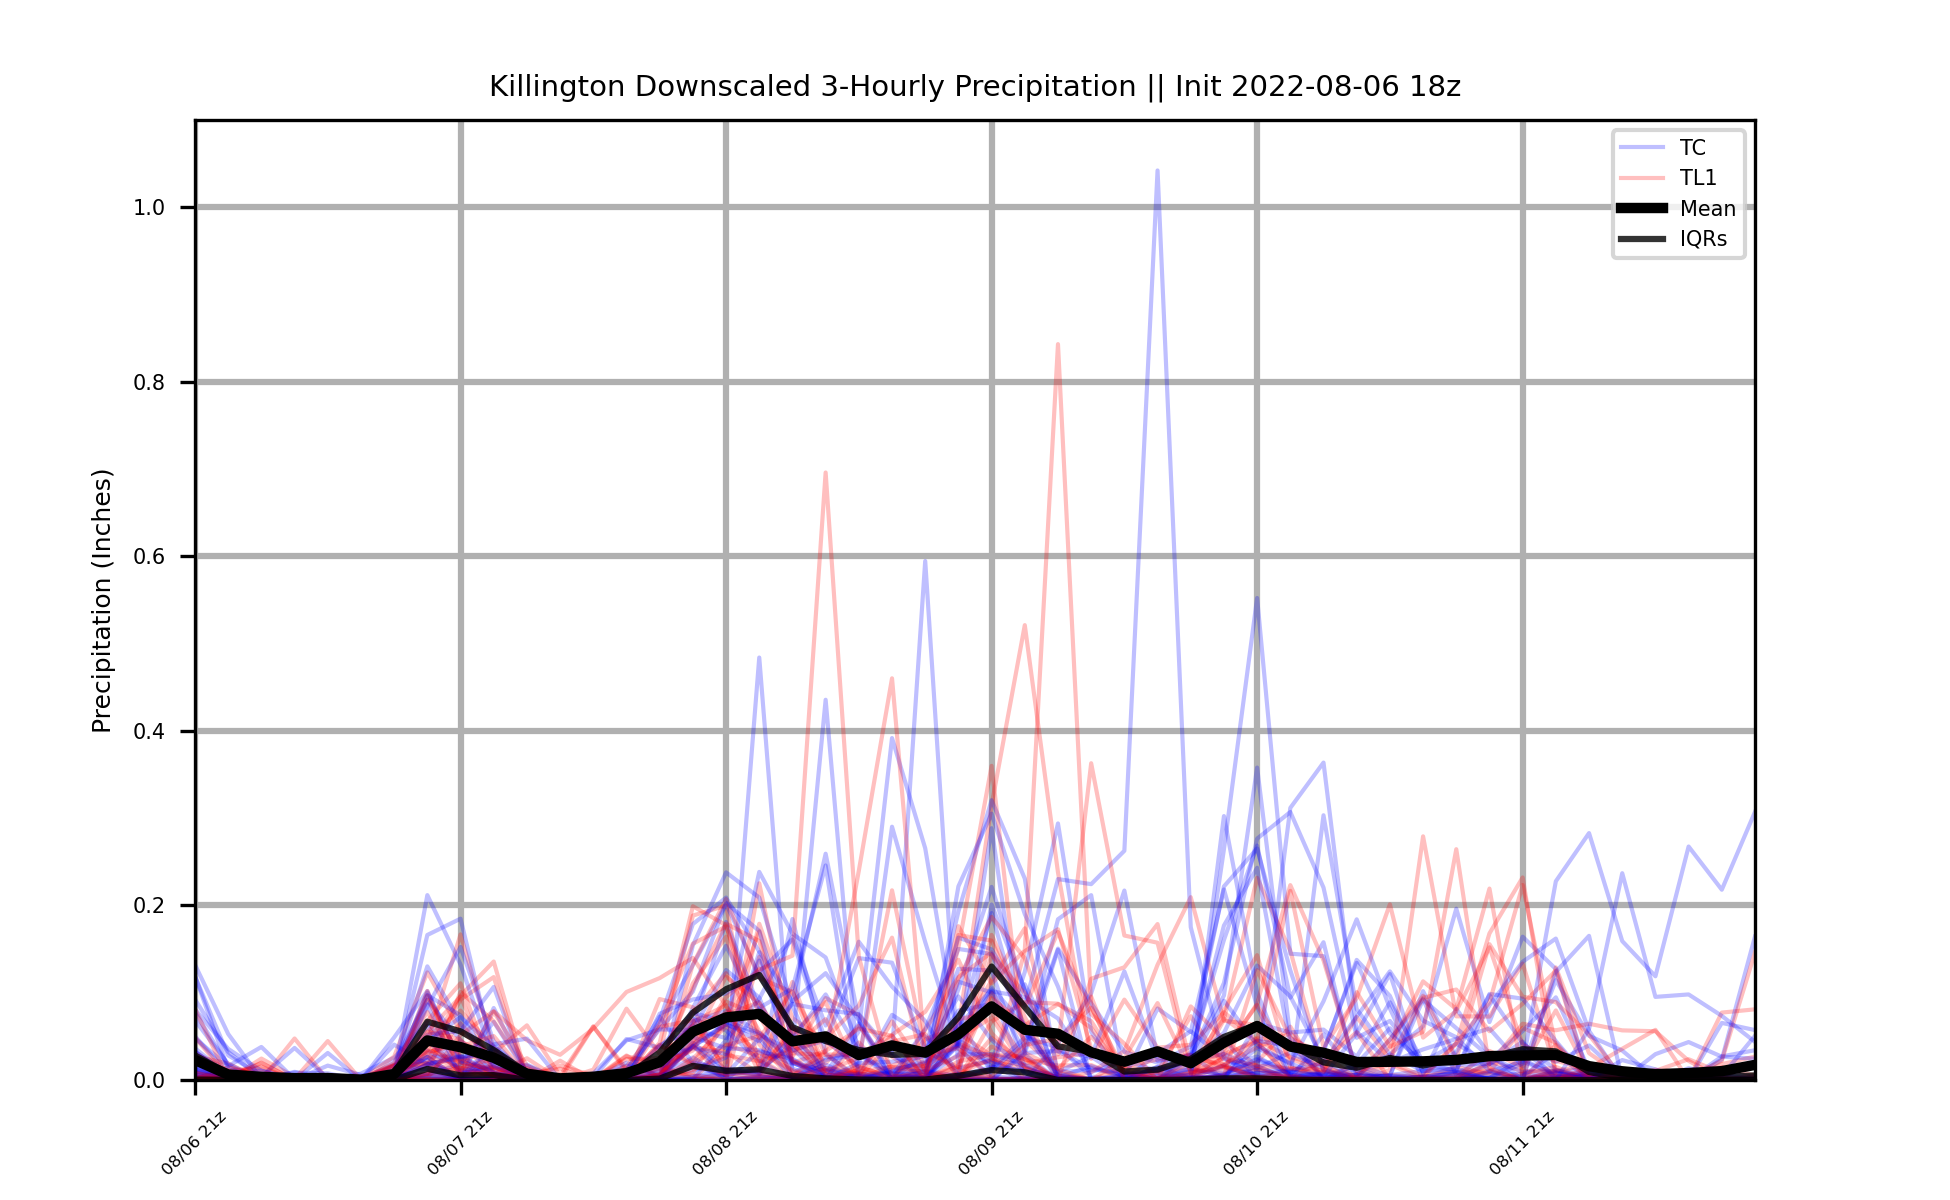 Killington Downscaled 3-Hourly Precipitation || Init 2022-08-06 18z
TC
TL1
Mean
IQRs
Precipitation (Inches)
1.0
0.8
0.6
0.4
0.2
0.0
08/06 21z
08/07 21z
08/08 21z
08/09 21z
08/10 21z
08/11 21z